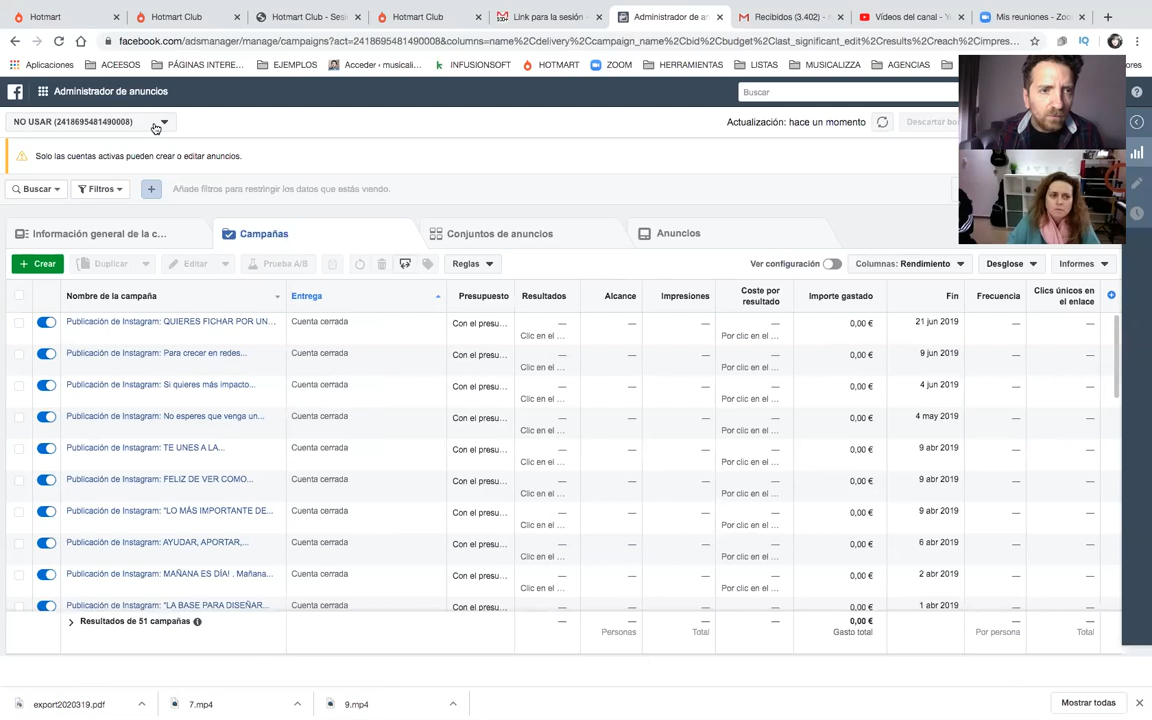 Hotmart
Hotmart Club
Hotmart Club - Sesi
Hotmart Club
Link para la sesión
Administrador de an
Recibidos (3.402) -
Vídeos del canal - Yo
Mis reuniones - Zoo
facebook.com/adsmanager/manage/campaigns?act=2418695481490008&columns=name%2Cdelivery%2Ccampaign_name%2Cbid%2Cbudget%2Clast_significant_edit%2Cresults%2Creach%2Cimpres...
Aplicaciones
ACEESOS
PÁGINAS INTERE...
EJEMPLOS
Acceder ‹ musicali...
INFUSIONSOFT
HOTMART
ZOOM
HERRAMIENTAS
LISTAS
MUSICALIZZA
AGENCIAS
ores
Administrador de anuncios
Buscar
NO USAR (2418695481490008)
Actualización: hace un momento
Descartar bo
Solo las cuentas activas pueden crear o editar anuncios.
Buscar
Filtros
Añade filtros para restringir los datos que estás viendo.
Información general de la c...
Campañas
Conjuntos de anuncios
Anuncios
+ Crear
Duplicar
Editar
Prueba A/B
Reglas
Ver configuración
Columnas: Rendimiento
Desglose
Informes
Nombre de la campaña Entrega Presupuesto Resultados Alcance Impresiones Coste por resultado Importe gastado Fin Frecuencia Clics únicos en el enlace
Publicación de Instagram: QUIERES FICHAR POR UN... Cuenta cerrada Con el presu... — — — — 0,00 € 21 jun 2019 — —
Clic en el ... Por clic en el ...
Publicación de Instagram: Para crecer en redes... Cuenta cerrada Con el presu... — — — — 0,00 € 9 jun 2019 — —
Clic en el ... Por clic en el ...
Publicación de Instagram: Si quieres más impacto... Cuenta cerrada Con el presu... — — — — 0,00 € 4 jun 2019 — —
Clic en el ... Por clic en el ...
Publicación de Instagram: No esperes que venga un... Cuenta cerrada Con el presu... — — — — 0,00 € 4 may 2019 — —
Clic en el ... Por clic en el ...
Publicación de Instagram: TE UNES A LA... Cuenta cerrada Con el presu... — — — — 0,00 € 9 abr 2019 — —
Clic en el ... Por clic en el ...
Publicación de Instagram: FELIZ DE VER COMO... Cuenta cerrada Con el presu... — — — — 0,00 € 9 abr 2019 — —
Clic en el ... Por clic en el ...
Publicación de Instagram: "LO MÁS IMPORTANTE DE... Cuenta cerrada Con el presu... — — — — 0,00 € 9 abr 2019 — —
Clic en el ... Por clic en el ...
Publicación de Instagram: AYUDAR, APORTAR,... Cuenta cerrada Con el presu... — — — — 0,00 € 6 abr 2019 — —
Clic en el ... Por clic en el ...
Publicación de Instagram: MAÑANA ES DÍA! . Mañana... Cuenta cerrada Con el presu... — — — — 0,00 € 2 abr 2019 — —
Clic en el ... Por clic en el ...
Publicación de Instagram: "LA BASE PARA DISEÑAR... Cuenta cerrada Con el presu... — — — — 0,00 € 1 abr 2019 — —
Resultados de 51 campañas — — — — 0,00 € — —
Personas Total Gasto total Por persona Total
export2020319.pdf
7.mp4
9.mp4
Mostrar todas